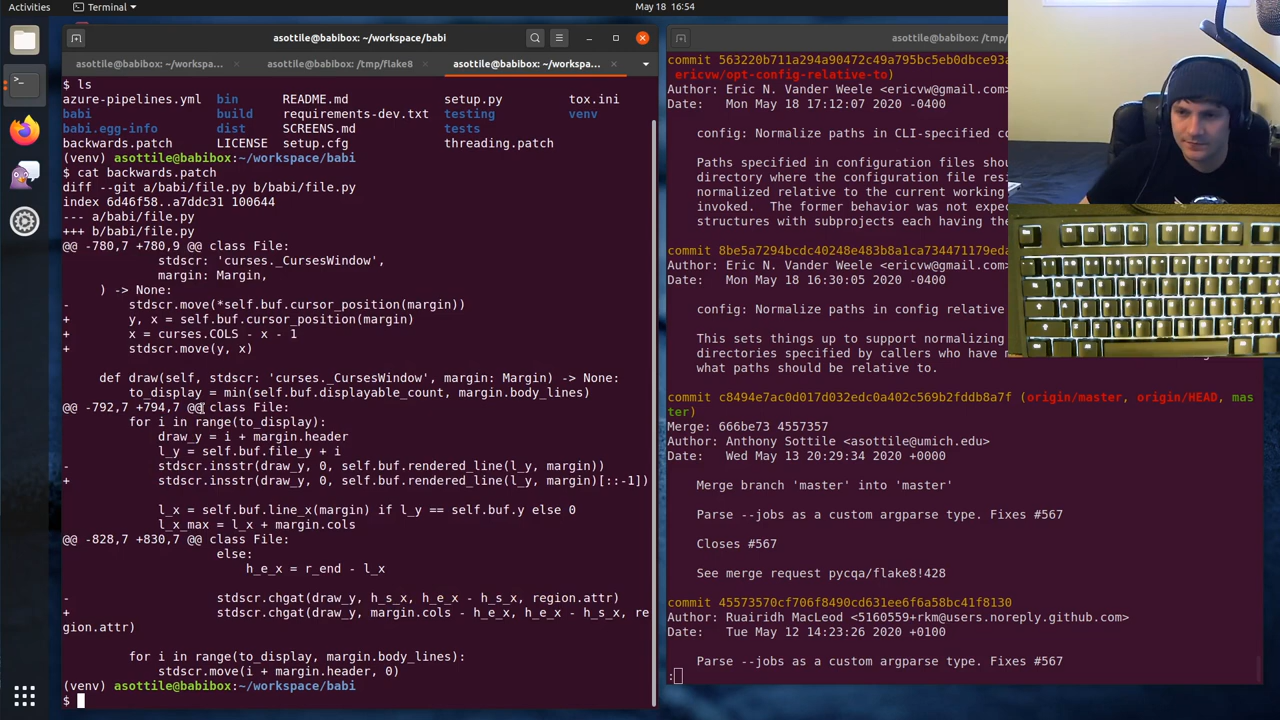 Activities
Terminal
May 18 16:54
asottile@babibox: ~/workspace/babi
asottile@babibox: ~/workspa...
asottile@babibox: /tmp/flake8
asottile@babibox: ~/workspa...
$ ls
azure-pipelines.yml bin README.md setup.py tox.ini
babi build requirements-dev.txt testing venv
babi.egg-info dist SCREENS.md tests
backwards.patch LICENSE setup.cfg threading.patch
(venv) asottile@babibox:~/workspace/babi
$ cat backwards.patch
diff --git a/babi/file.py b/babi/file.py
index 6d46f58..a7ddc31 100644
--- a/babi/file.py
+++ b/babi/file.py
@@ -780,7 +780,9 @@ class File:
stdscr: 'curses._CursesWindow',
margin: Margin,
) -> None:
- stdscr.move(*self.buf.cursor_position(margin))
+ y, x = self.buf.cursor_position(margin)
+ x = curses.COLS - x - 1
+ stdscr.move(y, x)
def draw(self, stdscr: 'curses._CursesWindow', margin: Margin) -> None:
to_display = min(self.buf.displayable_count, margin.body_lines)
@@ -792,7 +794,7 @@ class File:
for i in range(to_display):
draw_y = i + margin.header
l_y = self.buf.file_y + i
- stdscr.insstr(draw_y, 0, self.buf.rendered_line(l_y, margin))
+ stdscr.insstr(draw_y, 0, self.buf.rendered_line(l_y, margin)[::-1])
l_x = self.buf.line_x(margin) if l_y == self.buf.y else 0
l_x_max = l_x + margin.cols
@@ -828,7 +830,7 @@ class File:
else:
h_e_x = r_end - l_x
- stdscr.chgat(draw_y, h_s_x, h_e_x - h_s_x, region.attr)
+ stdscr.chgat(draw_y, margin.cols - h_e_x, h_e_x - h_s_x, re
gion.attr)
for i in range(to_display, margin.body_lines):
stdscr.move(i + margin.header, 0)
(venv) asottile@babibox:~/workspace/babi
$
asottile@babibox: /tmp/
commit 563220b711a294a90472c49a795bc5eb0dbce93a
ericvw/opt-config-relative-to)
Author: Eric N. Vander Weele <ericvw@gmail.com>
Date: Mon May 18 17:12:07 2020 -0400
config: Normalize paths in CLI-specified co
Paths specified in configuration files shou
directory where the configuration file resi
normalized relative to the current working
invoked. The former behavior was not expec
structures with subprojects each having the
commit 8be5a7294bcdc40248e483b8a1ca734471179eda
Author: Eric N. Vander Weele <ericvw@gmail.com>
Date: Mon May 18 16:30:05 2020 -0400
config: Normalize paths in config relative
This sets things up to support normalizing
directories specified by callers who have m
what paths should be relative to.
commit c8494e7ac0d017d032edc0a402c569b2fddb8a7f (origin/master, origin/HEAD, mas
ter)
Merge: 666be73 4557357
Author: Anthony Sottile <asottile@umich.edu>
Date: Wed May 13 20:29:34 2020 +0000
Merge branch 'master' into 'master'
Parse --jobs as a custom argparse type. Fixes #567
Closes #567
See merge request pycqa/flake8!428
commit 45573570cf706f8490cd631ee6f6a58bc41f8130
Author: Ruairidh MacLeod <5160559+rkm@users.noreply.github.com>
Date: Tue May 12 14:23:26 2020 +0100
Parse --jobs as a custom argparse type. Fixes #567
: